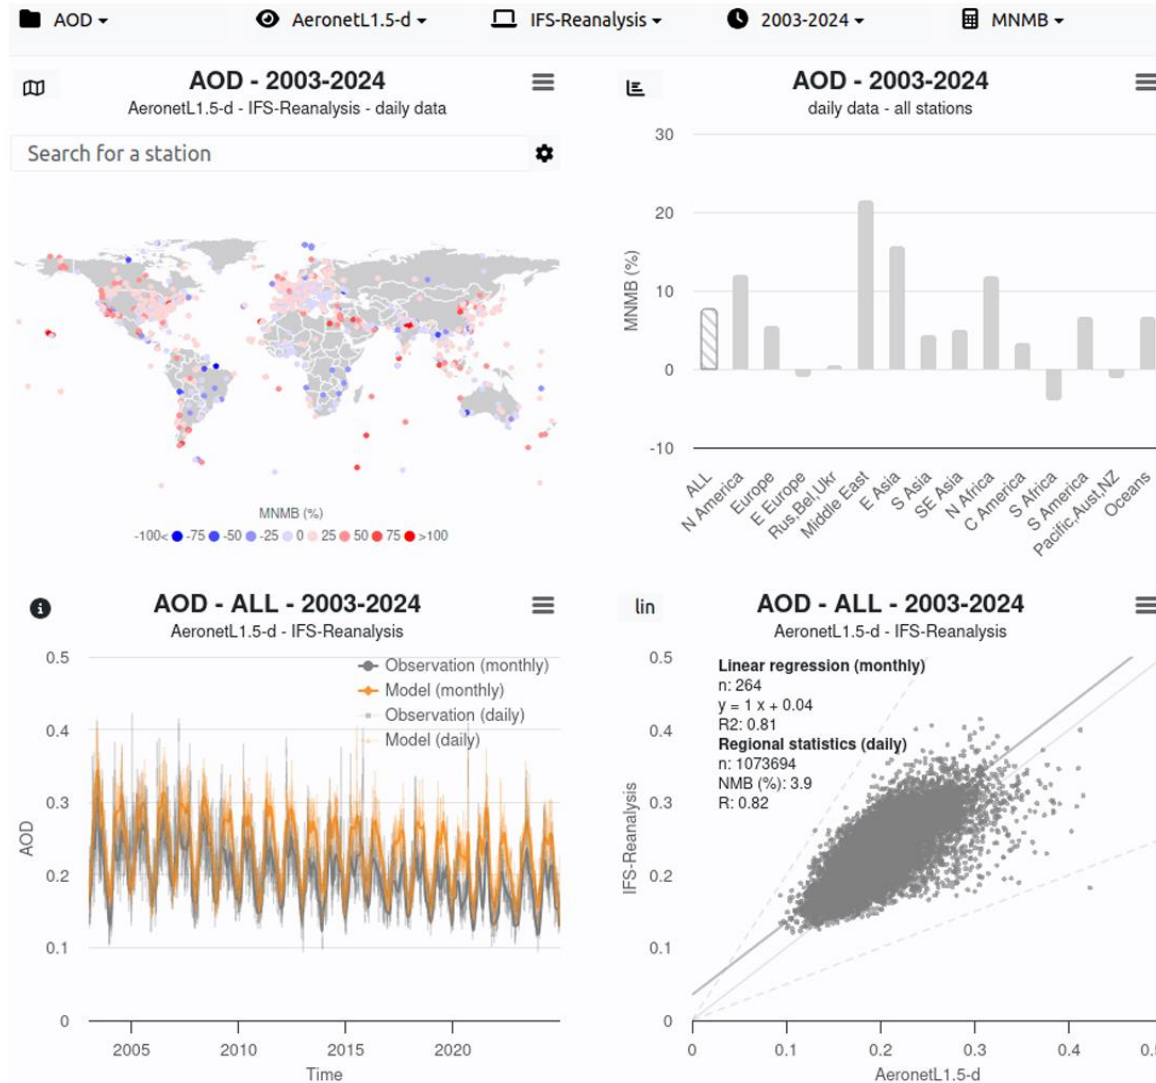 AOD
AeronetL1.5-d
IFS-Reanalysis
2003-2024
MNMB
AOD - 2003-2024
AeronetL1.5-d - IFS-Reanalysis - daily data
Search for a station
MNMB (%)
-100< -75 -50 -25 0 25 50 75 >100
AOD - 2003-2024
daily data - all stations
30
20
10
0
-10
MNMB (%)
ALL
N America
Europe
E Europe
Rus,Bel,Ukr
Middle East
E Asia
S Asia
SE Asia
N Africa
C America
S Africa
S America
Pacific,Aust,NZ
Oceans
AOD - ALL - 2003-2024
AeronetL1.5-d - IFS-Reanalysis
Observation (monthly)
Model (monthly)
Observation (daily)
Model (daily)
0.5
0.4
0.3
0.2
0.1
0
AOD
2005 2010 2015 2020
Time
lin
AOD - ALL - 2003-2024
AeronetL1.5-d - IFS-Reanalysis
Linear regression (monthly)
n: 264
y = 1 x + 0.04
R2: 0.81
Regional statistics (daily)
n: 1073694
NMB (%): 3.9
R: 0.82
0.5
0.4
0.3
0.2
0.1
0
IFS-Reanalysis
0 0.1 0.2 0.3 0.4
AeronetL1.5-d